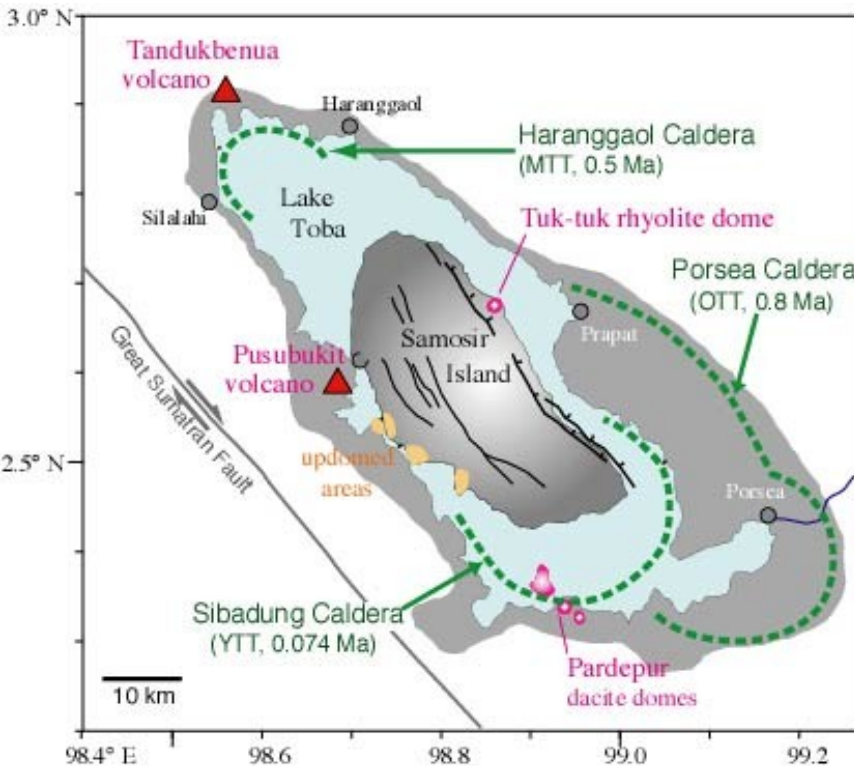 3.0° N
Tandukbenua
volcano
Haranggaol
Haranggaol Caldera
(MTT, 0.5 Ma)
Lake
Toba
Silalahi
Tuk-tuk rhyolite dome
Porsea Caldera
(OTT, 0.8 Ma)
Prapat
Samosir
Island
Pusubukit
volcano
Great Sumatran Fault
2.5° N
updomed
areas
Porsea
Sibadung Caldera
(YTT, 0.074 Ma)
Pardepur
dacite domes
10 km
98.4° E
98.6
98.8
99.0
99.2